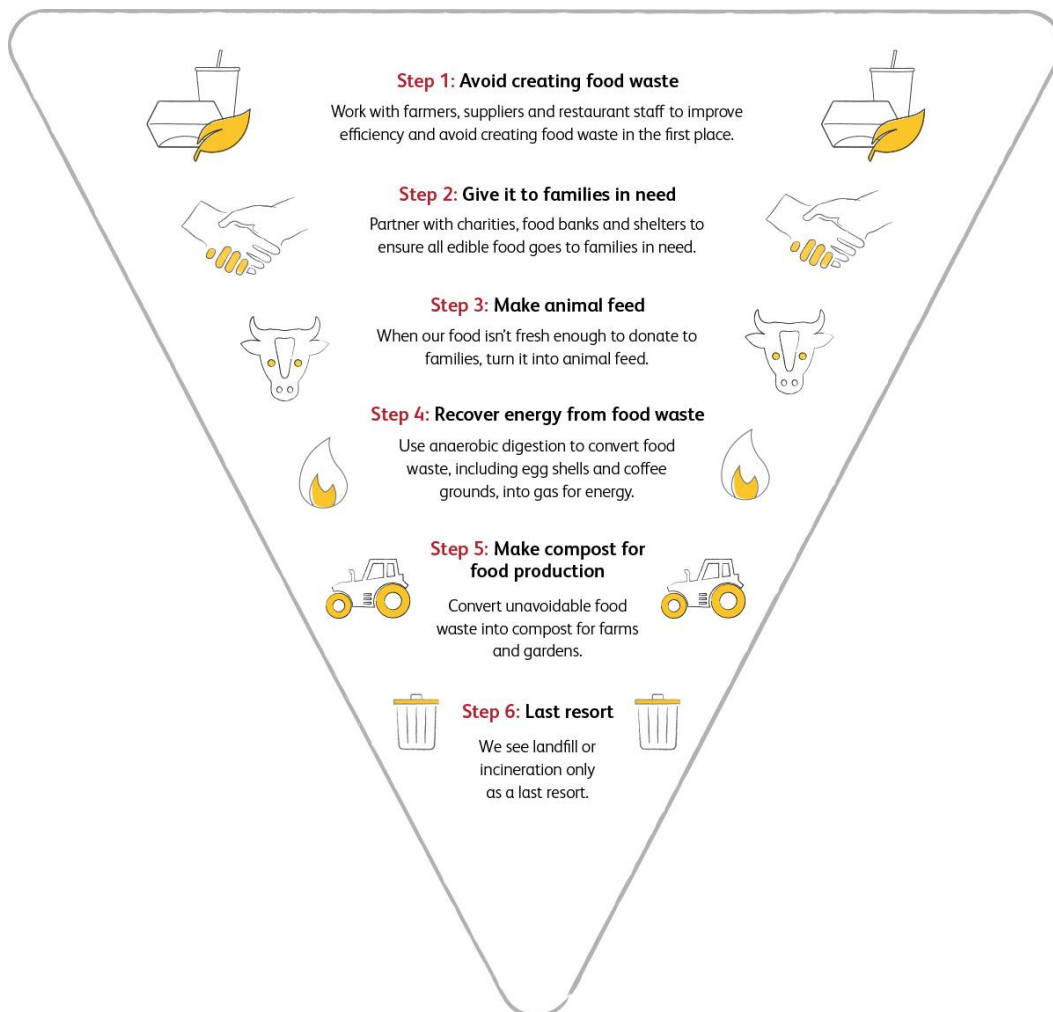 Step 1: Avoid creating food waste
Work with farmers, suppliers and restaurant staff to improve
efficiency and avoid creating food waste in the first place.
Step 2: Give it to families in need
Partner with charities, food banks and shelters to
ensure all edible food goes to families in need.
Step 3: Make animal feed
When our food isn't fresh enough to donate to
families, turn it into animal feed.
Step 4: Recover energy from food waste
Use anaerobic digestion to convert food
waste, including egg shells and coffee
grounds, into gas for energy.
Step 5: Make compost for
food production
Convert unavoidable food
waste into compost for farms
and gardens.
Step 6: Last resort
We see landfill or
incineration only
as a last resort.